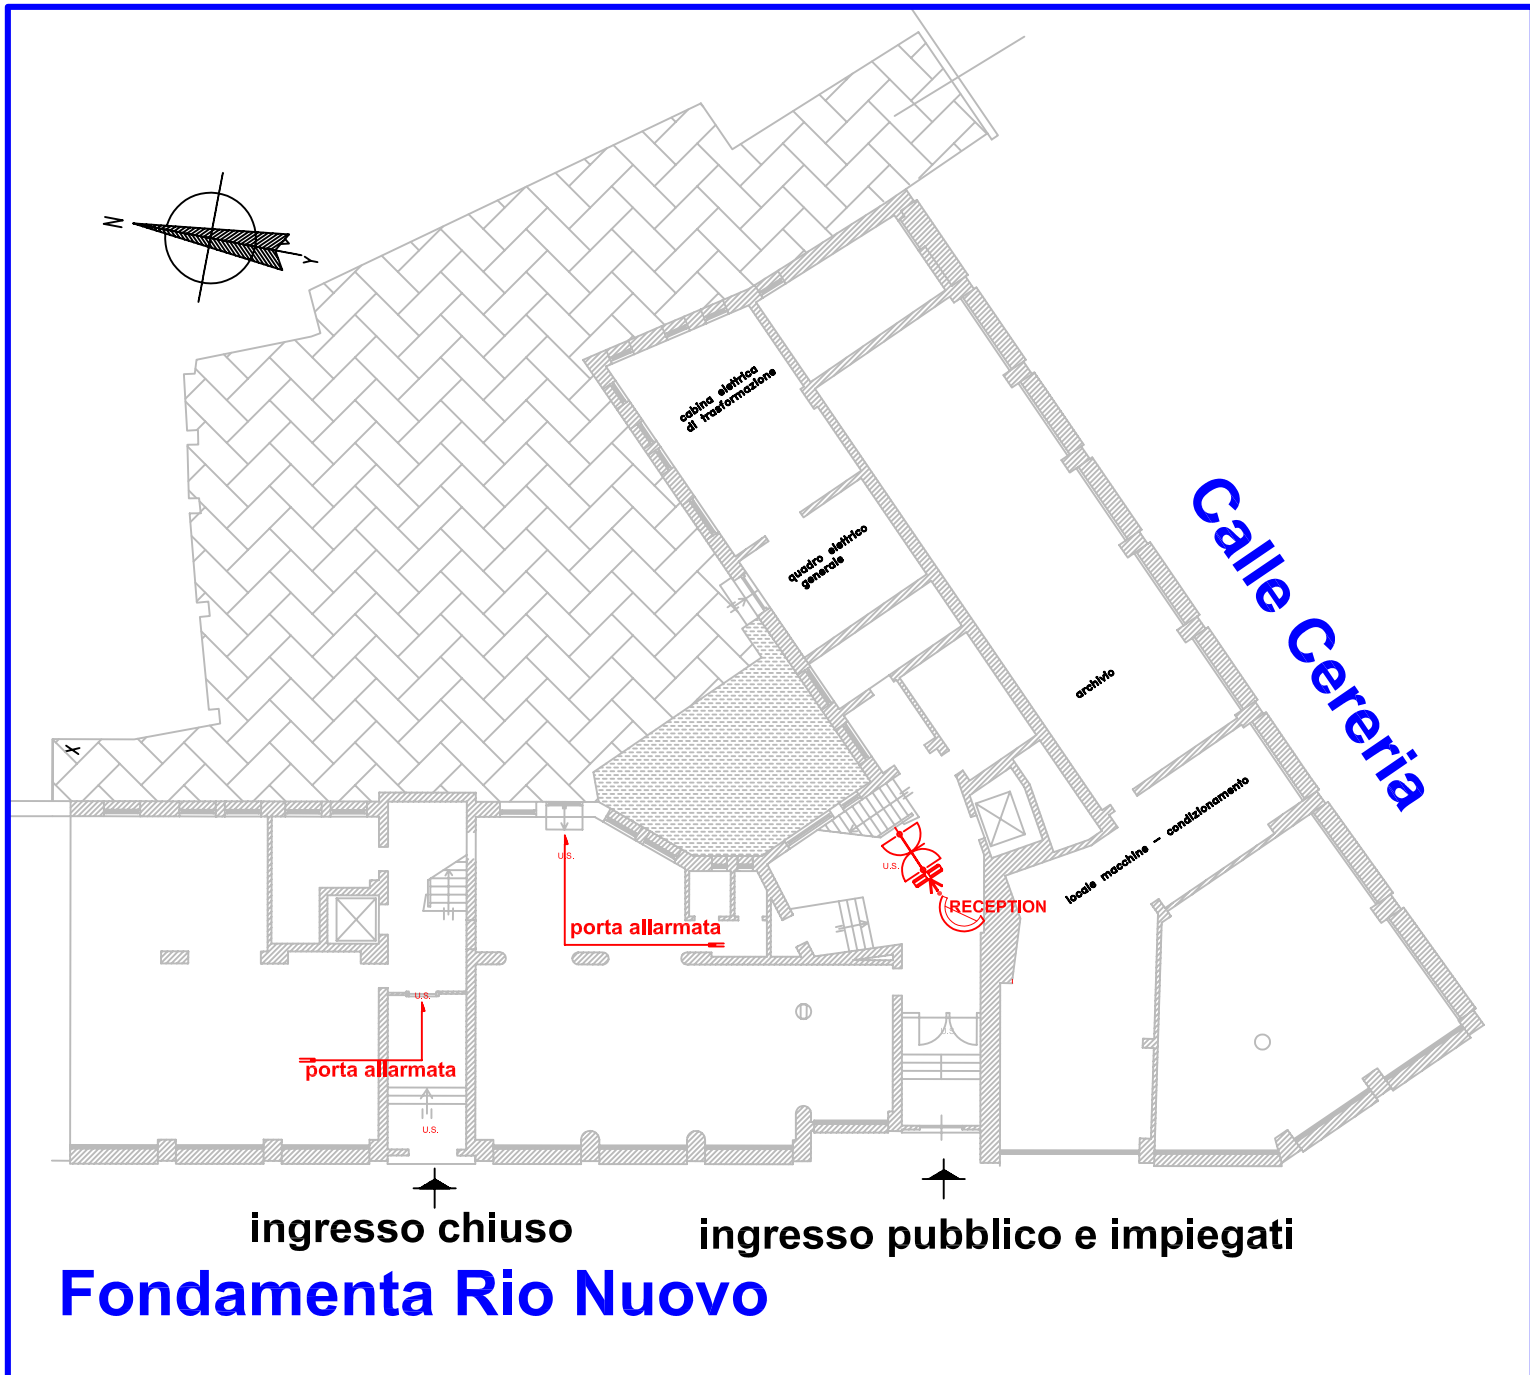 N
Y
cabina elettrica
di trasformazione
quadro elettrico
generale
Calle Cereria
archivio
X
locale macchine - condizionamento
U.S.
U.S.
RECEPTION
porta allarmata
U.S.
U.S.
porta allarmata
U.S.
ingresso chiuso
ingresso pubblico e impiegati
Fondamenta Rio Nuovo